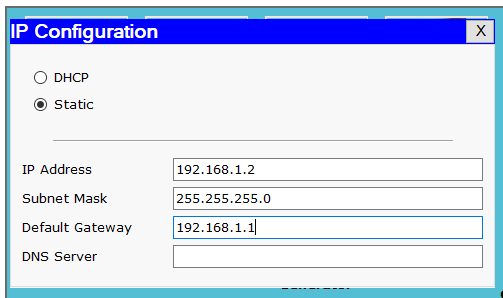 IP Configuration X
DHCP
Static
IP Address 192.168.1.2
Subnet Mask 255.255.255.0
Default Gateway 192.168.1.1
DNS Server